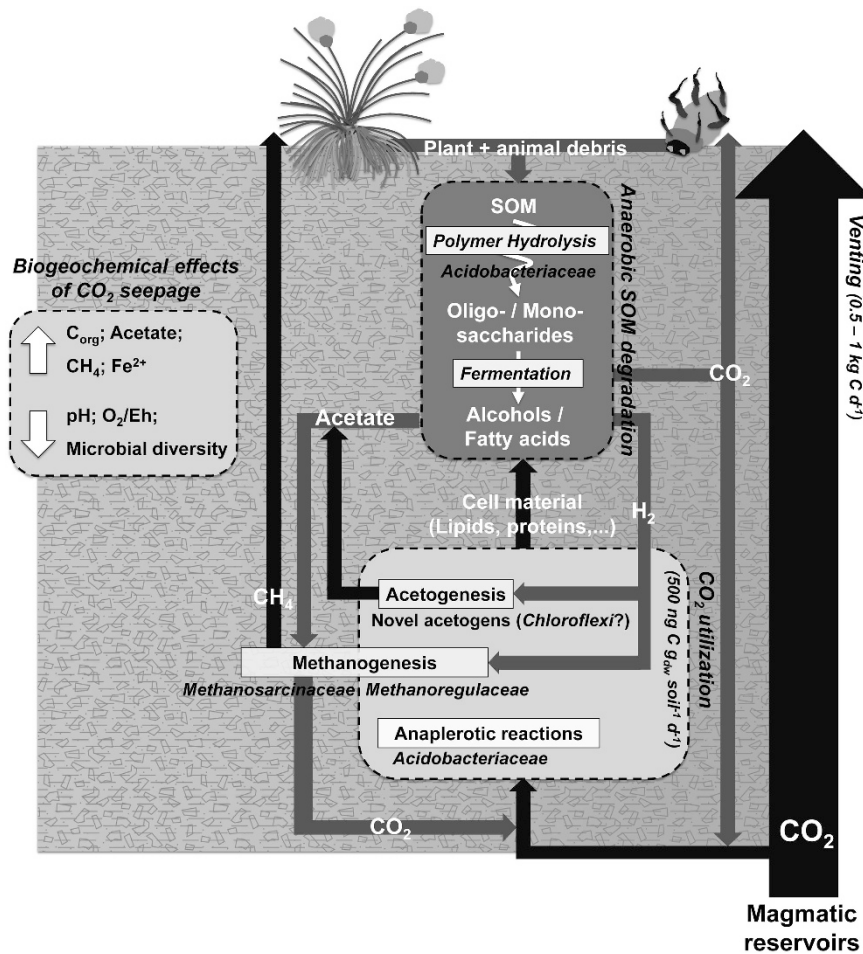 Plant + animal debris
SOM
Polymer Hydrolysis
Acidobacteriaceae
Oligo- / Mono-
saccharides
Fermentation
Alcohols /
Fatty acids
Anaerobic SOM degradation
Biogeochemical effects
of CO₂ seepage
C_org; Acetate;
CH₄; Fe²⁺
pH; O₂/Eh;
Microbial diversity
Acetate
CO₂
H₂
Cell material
(Lipids, proteins,...)
CH₄
Acetogenesis
Novel acetogens (Chloroflexi?)
Methanogenesis
Methanosarcinaceae Methanoregulaceae
Anaplerotic reactions
Acidobacteriaceae
CO₂ utilization
(500 ng C g_dw soil⁻¹ d⁻¹)
CO₂
Venting (0.5 – 1 kg C d⁻¹)
CO₂
Magmatic
reservoirs